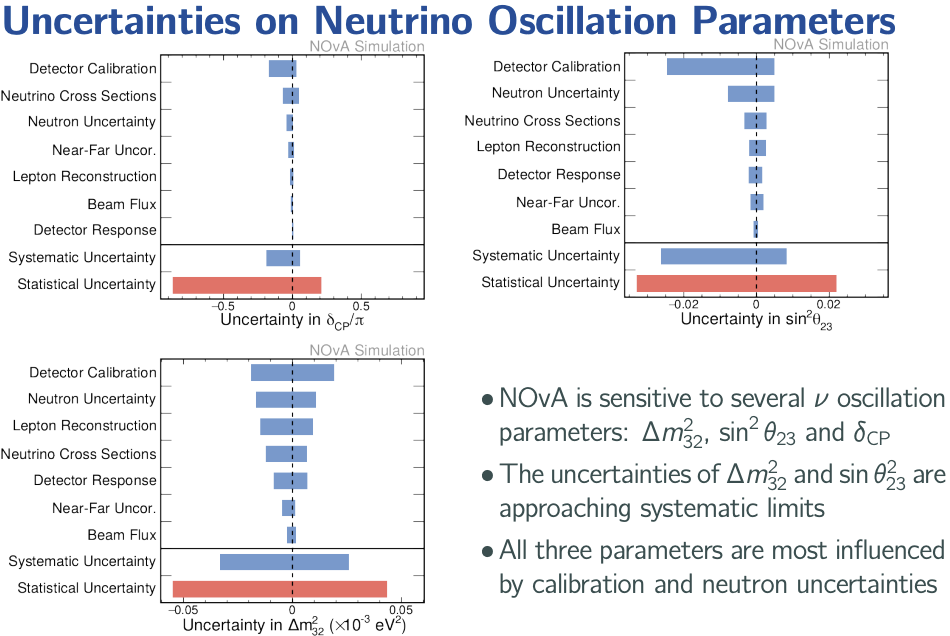 Uncertainties on Neutrino Oscillation Parameters
NOvA Simulation
Detector Calibration
Neutrino Cross Sections
Neutron Uncertainty
Near-Far Uncor.
Lepton Reconstruction
Beam Flux
Detector Response
Systematic Uncertainty
Statistical Uncertainty
−0.5 0 0.5
Uncertainty in δCP/π
NOvA Simulation
Detector Calibration
Neutron Uncertainty
Neutrino Cross Sections
Lepton Reconstruction
Detector Response
Near-Far Uncor.
Beam Flux
Systematic Uncertainty
Statistical Uncertainty
−0.02 0 0.02
Uncertainty in sin²θ₂₃
NOvA Simulation
Detector Calibration
Neutron Uncertainty
Lepton Reconstruction
Neutrino Cross Sections
Detector Response
Near-Far Uncor.
Beam Flux
Systematic Uncertainty
Statistical Uncertainty
−0.05 0 0.05
Uncertainty in Δm²₃₂ (×10⁻³ eV²)
• NOvA is sensitive to several ν oscillation
parameters: Δm²₃₂, sin² θ₂₃ and δCP
• The uncertainties of Δm²₃₂ and sin θ²₂₃ are
approaching systematic limits
• All three parameters are most influenced
by calibration and neutron uncertainties